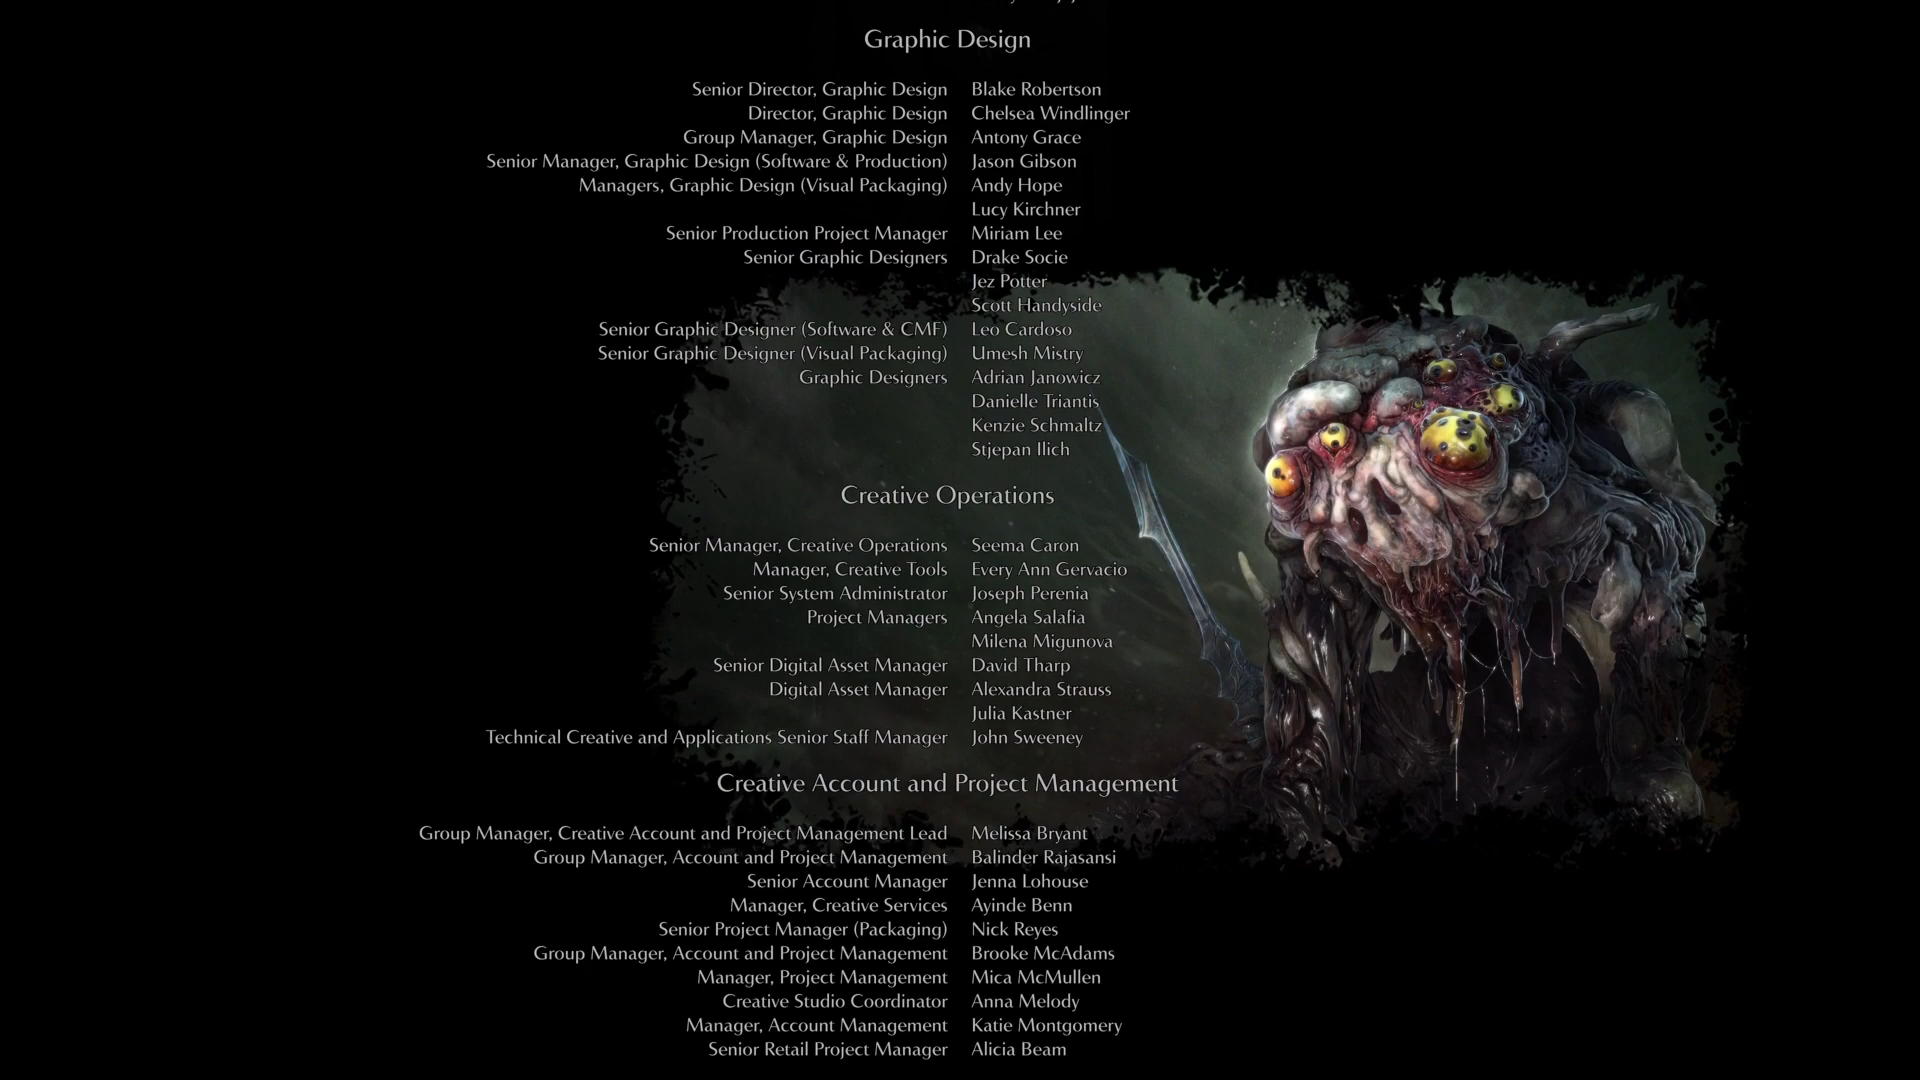 Graphic Design
Senior Director, Graphic Design Blake Robertson
Director, Graphic Design Chelsea Windlinger
Group Manager, Graphic Design Antony Grace
Senior Manager, Graphic Design (Software & Production) Jason Gibson
Managers, Graphic Design (Visual Packaging) Andy Hope
Lucy Kirchner
Senior Production Project Manager Miriam Lee
Senior Graphic Designers Drake Socie
Jez Potter
Scott Handyside
Senior Graphic Designer (Software & CMF) Leo Cardoso
Senior Graphic Designer (Visual Packaging) Umesh Mistry
Graphic Designers Adrian Janowicz
Danielle Triantis
Kenzie Schmaltz
Stjepan Ilich
Creative Operations
Senior Manager, Creative Operations Seema Caron
Manager, Creative Tools Every Ann Gervacio
Senior System Administrator Joseph Perenia
Project Managers Angela Salafia
Milena Migunova
Senior Digital Asset Manager David Tharp
Digital Asset Manager Alexandra Strauss
Julia Kastner
Technical Creative and Applications Senior Staff Manager John Sweeney
Creative Account and Project Management
Group Manager, Creative Account and Project Management Lead Melissa Bryant
Group Manager, Account and Project Management Balinder Rajasansi
Senior Account Manager Jenna Lohouse
Manager, Creative Services Ayinde Benn
Senior Project Manager (Packaging) Nick Reyes
Group Manager, Account and Project Management Brooke McAdams
Manager, Project Management Mica McMullen
Creative Studio Coordinator Anna Melody
Manager, Account Management Katie Montgomery
Senior Retail Project Manager Alicia Beam